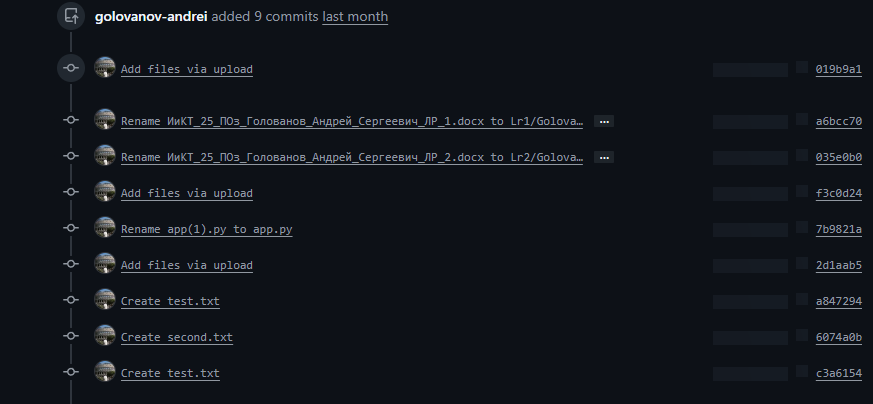 golovanov-andrei added 9 commits last month
Add files via upload 019b9a1
Rename ИиКТ_25_ПОз_Голованов_Андрей_Сергеевич_ЛР_1.docx to Lr1/Golova… … a6bcc70
Rename ИиКТ_25_ПОз_Голованов_Андрей_Сергеевич_ЛР_2.docx to Lr2/Golova… … 035e0b0
Add files via upload f3c0d24
Rename app(1).py to app.py 7b9821a
Add files via upload 2d1aab5
Create test.txt a847294
Create second.txt 6074a0b
Create test.txt c3a6154